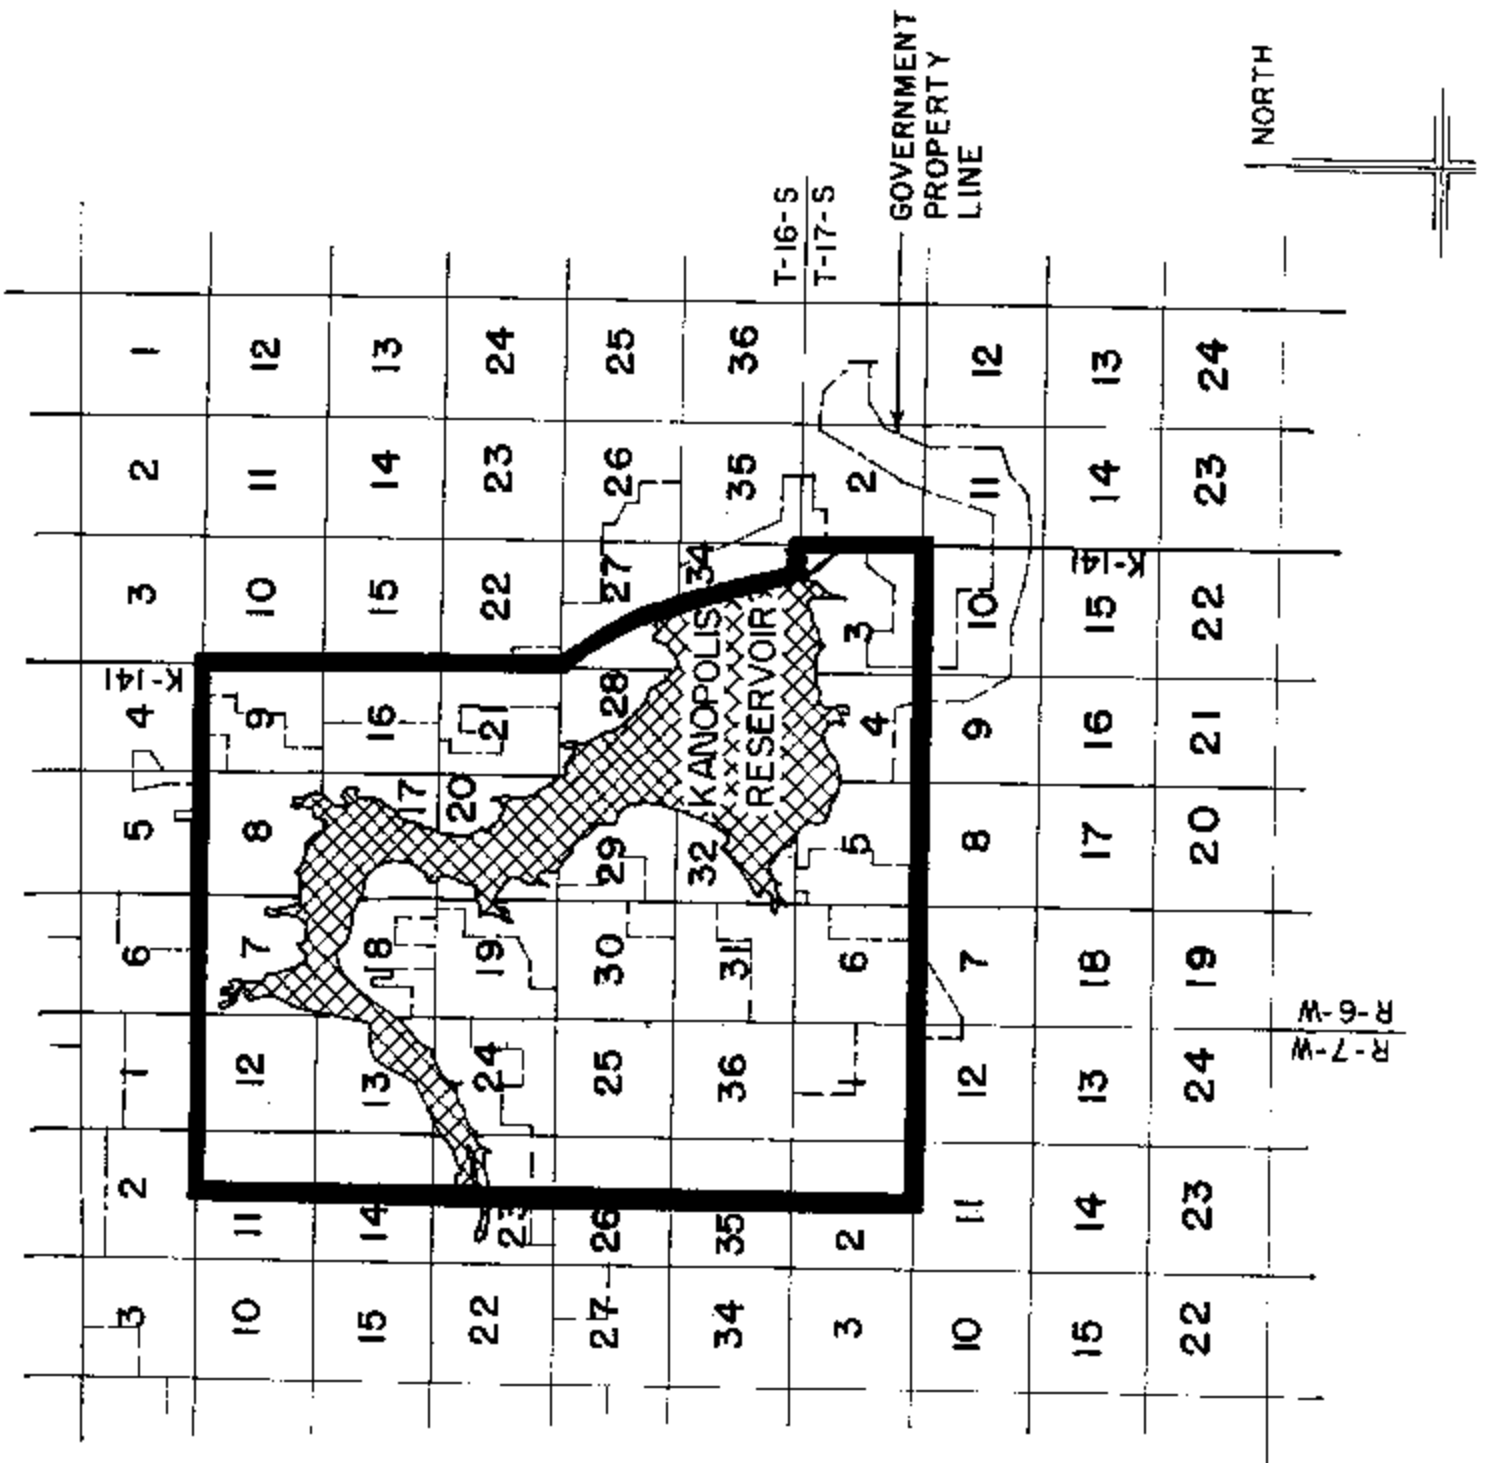 3 2 1 6 5 4 K-141 3 2 1
10 11 12 7 8 9 10 11 12
15 14 13 18 17 16 15 14 13
22 23 24 19 20 21 22 23 24
27 26 25 30 29 28 27 26 25
34 35 36 31 32 34 35 36
KANOPOLIS
RESERVOIR
T-16-S
T-17-S
3 2 1 6 5 4 3 2
GOVERNMENT
PROPERTY
LINE
10 11 12 7 8 9 10 11 12
15 14 13 18 17 16 15 14 13
K-141
22 23 24 19 20 21 22 23 24
NORTH
R-7-W
R-6-W